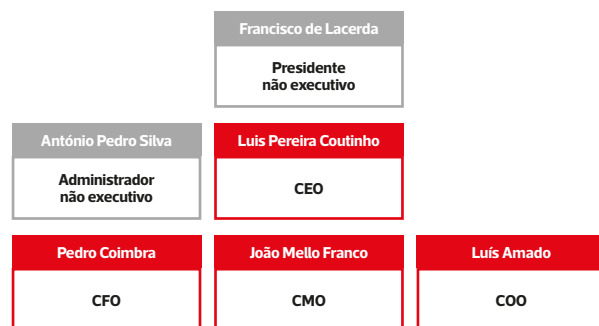 Francisco de Lacerda
Presidente
não executivo
António Pedro Silva
Administrador
não executivo
Luis Pereira Coutinho
CEO
Pedro Coimbra
CFO
João Mello Franco
CMO
Luís Amado
COO